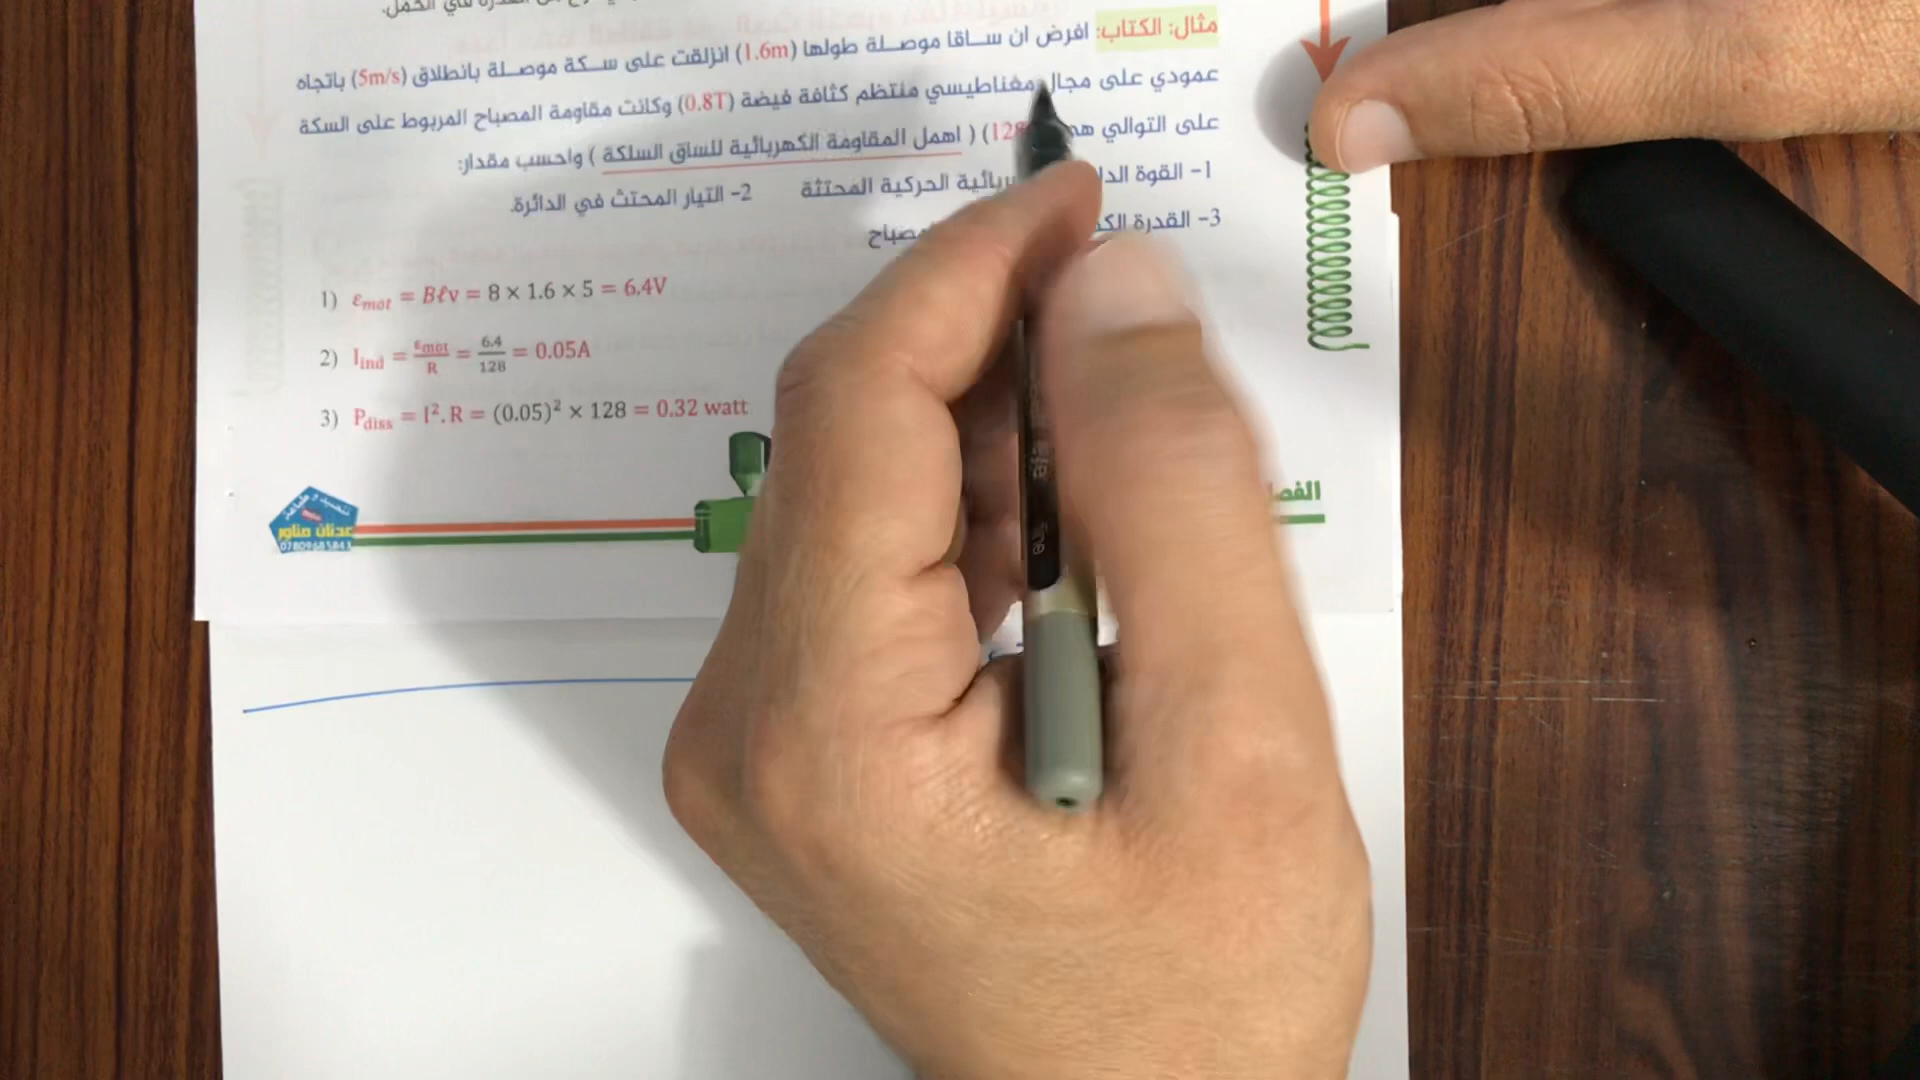 مثال: الكتاب: افرض ان ساقا موصلة طولها (1.6m) انزلقت على سكة موصلة بانطلاق (5m/s) باتجاه
عمودي على مجال مغناطيسي منتظم كثافة فيضة (0.8T) وكانت مقاومة المصباح المربوط على السكة
على التوالي ( اهمل المقاومة الكهربائية للساق السلكة ) واحسب مقدار:
1- القوة الحركية المحتثة 2- التيار المحتث في الدائرة.
3- القدرة
1) εmot = Bℓv = 8 × 1.6 × 5 = 6.4V
2) Iind = εmot/R = 6.4/128 = 0.05A
3) Pdiss = I². R = (0.05)² × 128 = 0.32 watt
عدنان مناور
07809685843
fine